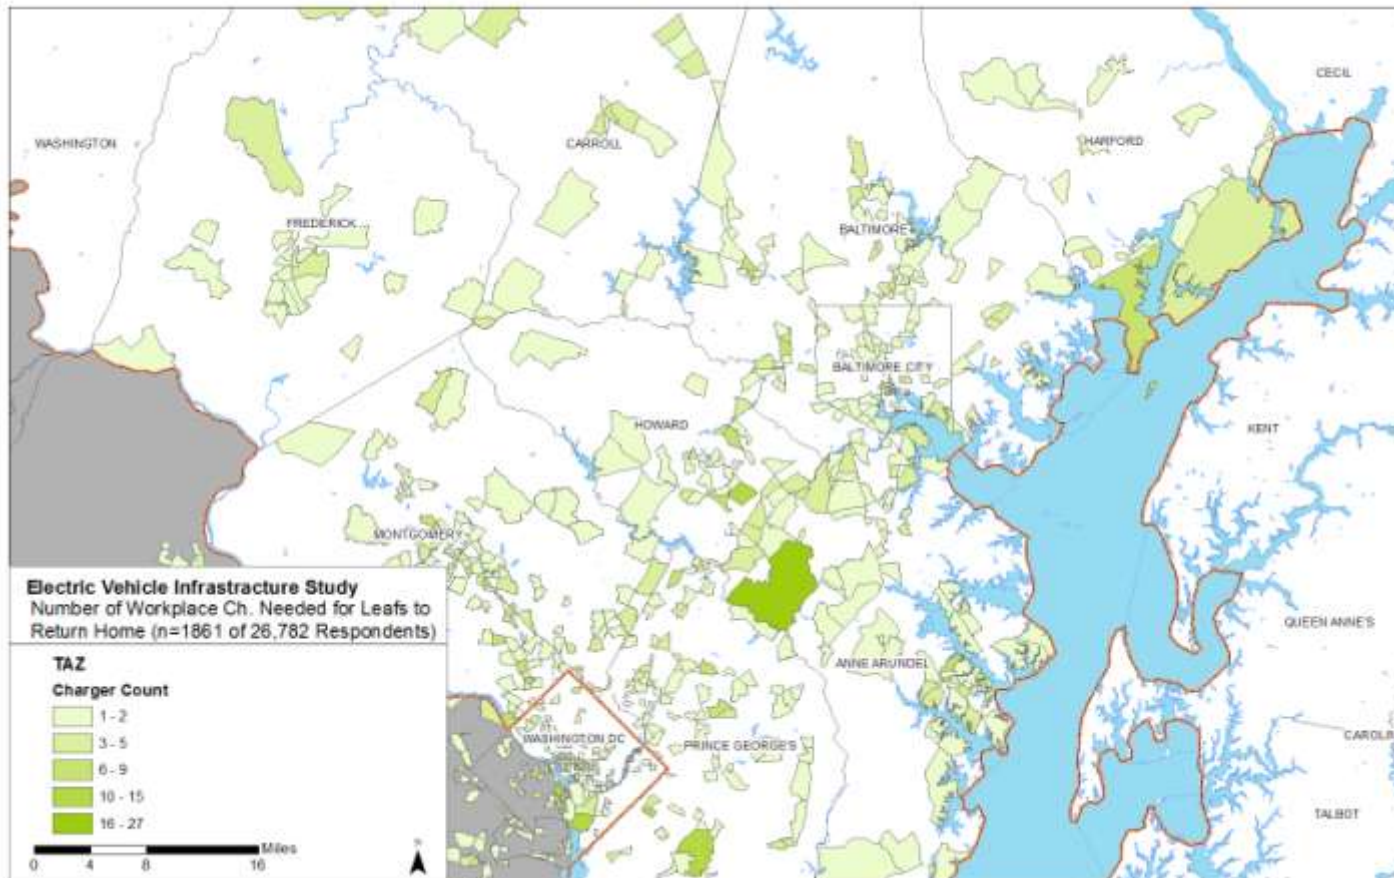 CECIL
WASHINGTON
CARROLL
HARFORD
FREDERICK
BALTIMORE
BALTIMORE CITY
HOWARD
KENT
MONTGOMERY
Electric Vehicle Infrastracture Study
Number of Workplace Ch. Needed for Leafs to
Return Home (n=1861 of 26,782 Respondents)
QUEEN ANNE'S
ANNE ARUNDEL
TAZ
Charger Count
1 - 2
3 - 5
6 - 9
10 - 15
16 - 27
WASHINGTON DC
PRINCE GEORGE'S
CAROLIN
TALBOT
Miles
0 4 8 16